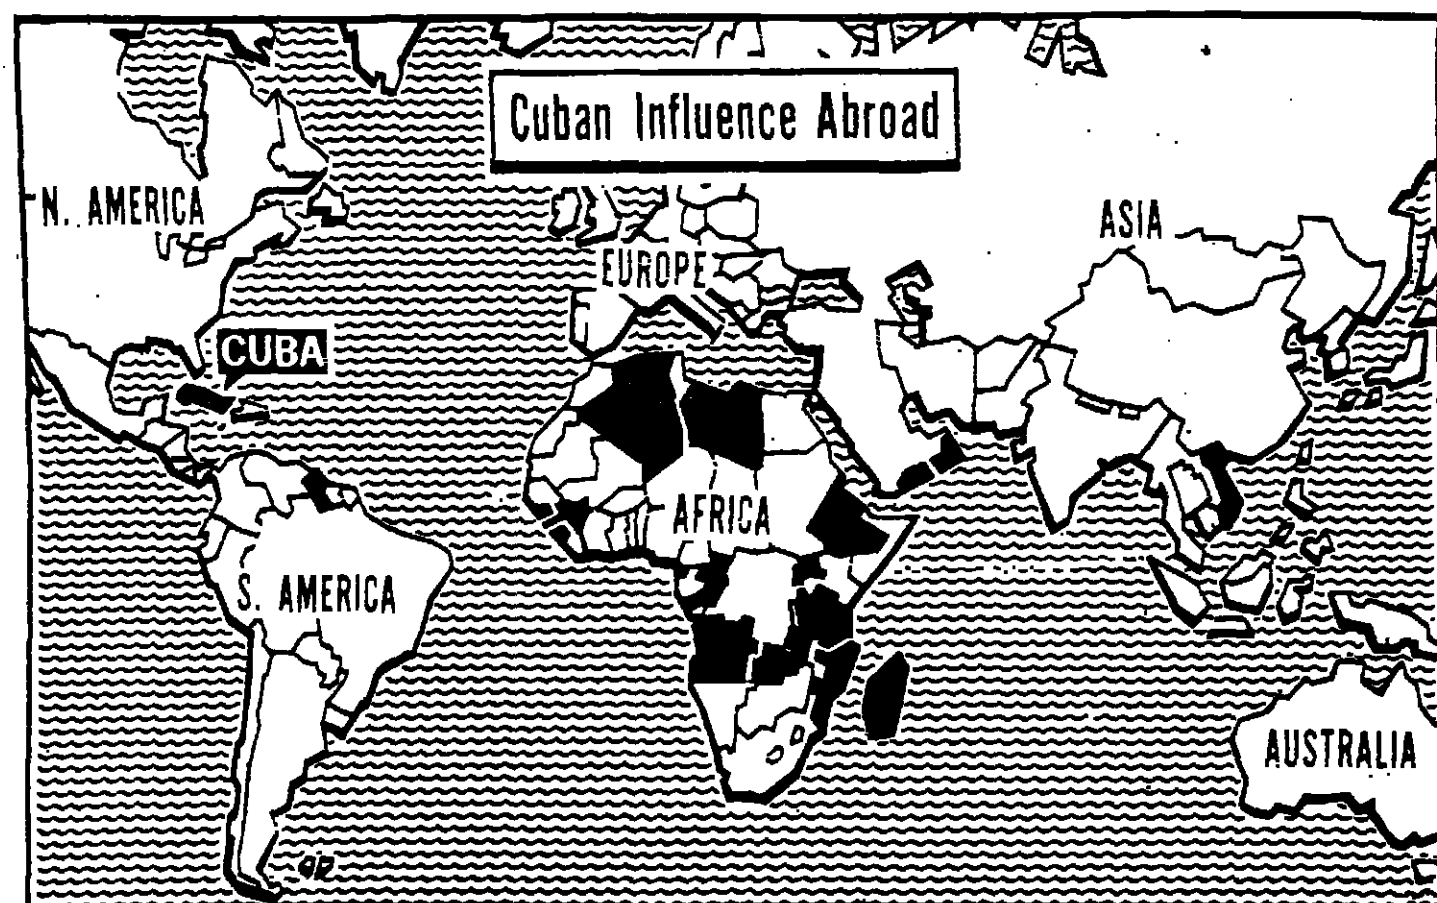 Cuban Influence Abroad
N. AMERICA
ASIA
EUROPE
CUBA
AFRICA
S. AMERICA
AUSTRALIA